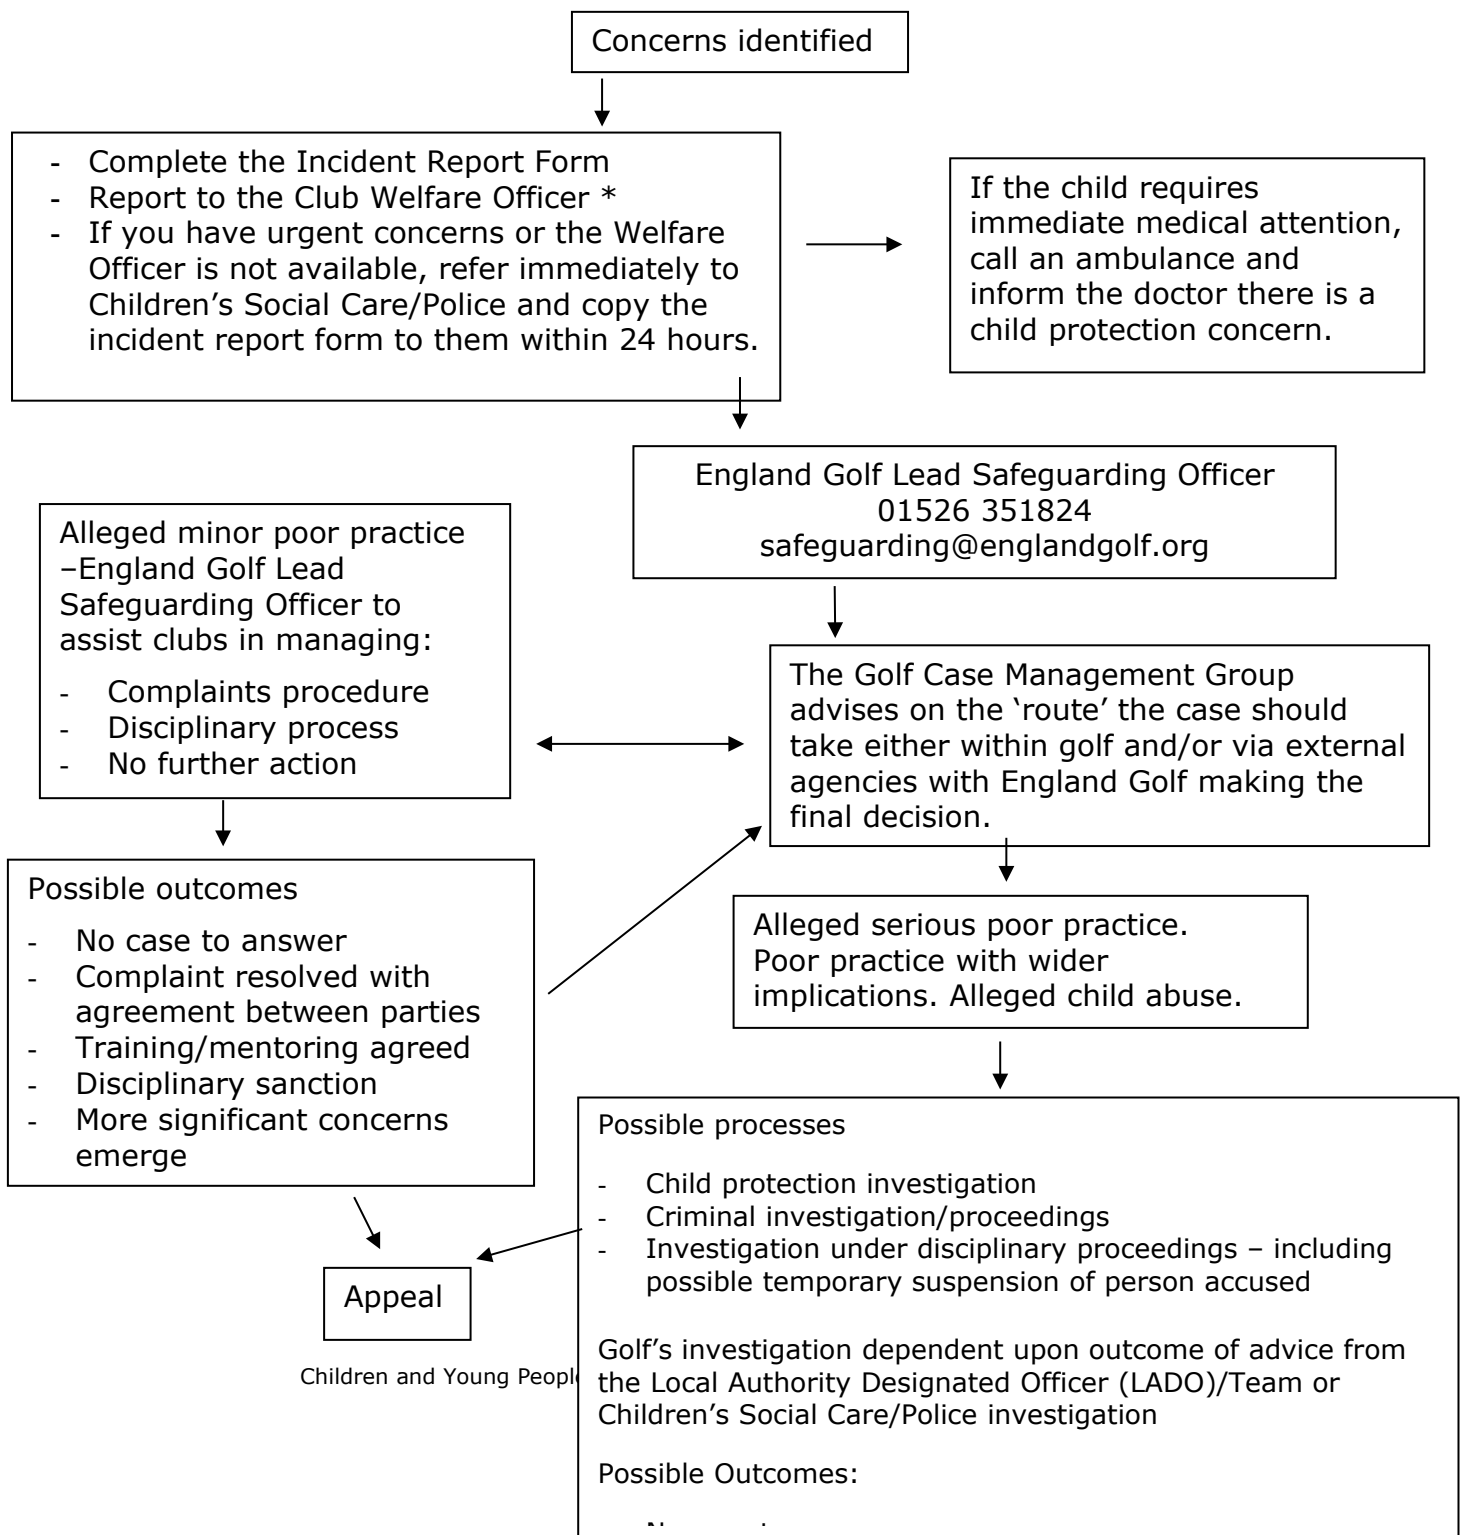 Concerns identified
- Complete the Incident Report Form
- Report to the Club Welfare Officer *
- If you have urgent concerns or the Welfare
Officer is not available, refer immediately to
Children’s Social Care/Police and copy the
incident report form to them within 24 hours.
If the child requires
immediate medical attention,
call an ambulance and
inform the doctor there is a
child protection concern.
England Golf Lead Safeguarding Officer
01526 351824
safeguarding@englandgolf.org
Alleged minor poor practice
–England Golf Lead
Safeguarding Officer to
assist clubs in managing:
- Complaints procedure
- Disciplinary process
- No further action
The Golf Case Management Group
advises on the ‘route’ the case should
take either within golf and/or via external
agencies with England Golf making the
final decision.
Possible outcomes
- No case to answer
- Complaint resolved with
agreement between parties
- Training/mentoring agreed
- Disciplinary sanction
- More significant concerns
emerge
Alleged serious poor practice.
Poor practice with wider
implications. Alleged child abuse.
Possible processes
- Child protection investigation
- Criminal investigation/proceedings
- Investigation under disciplinary proceedings – including
possible temporary suspension of person accused
Golf’s investigation dependent upon outcome of advice from
the Local Authority Designated Officer (LADO)/Team or
Children’s Social Care/Police investigation
Possible Outcomes:
Appeal
Children and Young